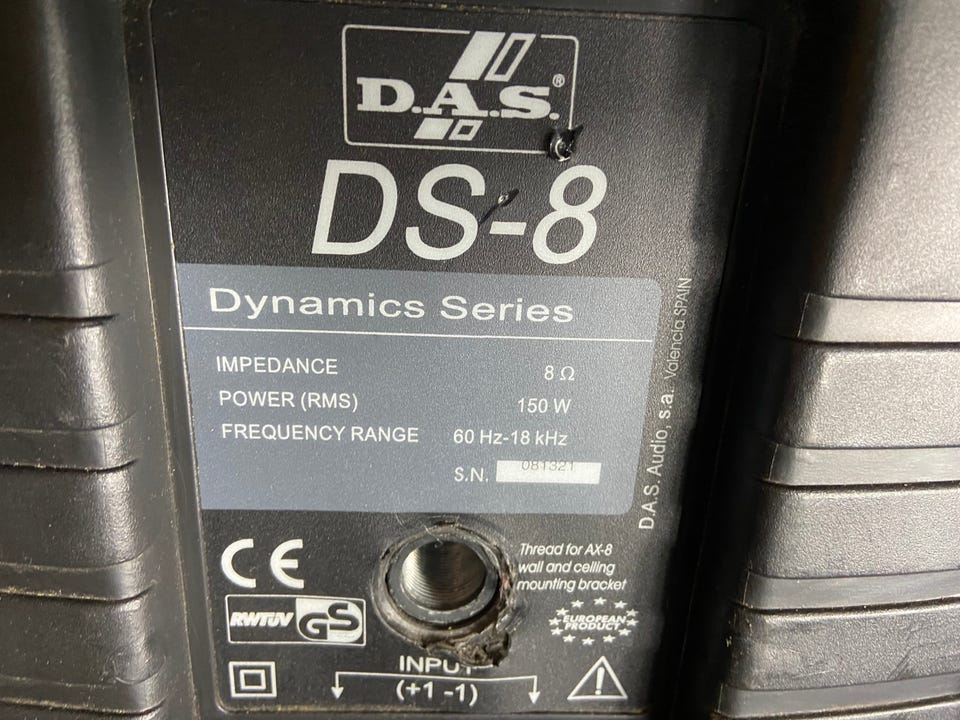 D.A.S.®
DS-8
Dynamics Series
IMPEDANCE 8 Ω
POWER (RMS) 150 W
FREQUENCY RANGE 60 Hz-18 kHz
S.N. 081321
D.A.S. Audio, s.a. Valencia SPAIN
CE
Thread for AX-8
wall and ceiling
mounting bracket
RWTÜV GS
EUROPEAN
PRODUCT
INPUT
(+1 -1)